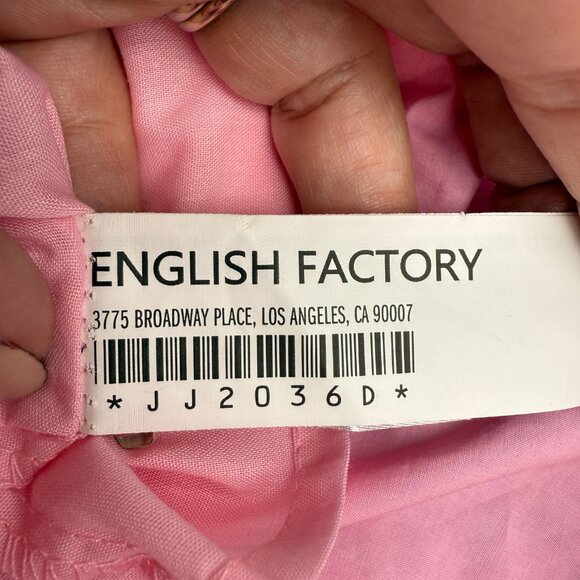 ENGLISH FACTORY
3775 BROADWAY PLACE, LOS ANGELES, CA 90007
*JJ2036D*